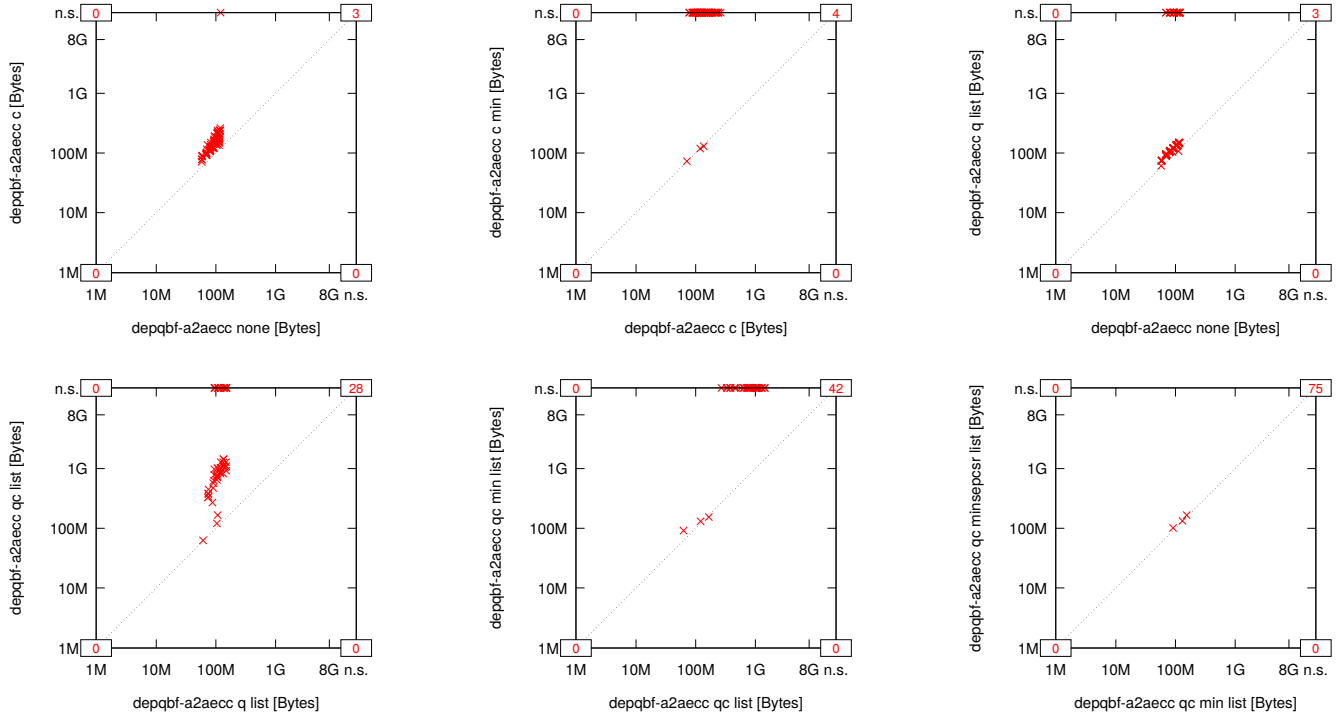 n.s. 0 3
8G
1G
100M
10M
1M 0 0
1M 10M 100M 1G 8G n.s.
depqbf-a2aecc c [Bytes]
depqbf-a2aecc none [Bytes]
n.s. 0 4
8G
1G
100M
10M
1M 0 0
1M 10M 100M 1G 8G n.s.
depqbf-a2aecc c min [Bytes]
depqbf-a2aecc c [Bytes]
n.s. 0 3
8G
1G
100M
10M
1M 0 0
1M 10M 100M 1G 8G n.s.
depqbf-a2aecc q list [Bytes]
depqbf-a2aecc none [Bytes]
n.s. 0 28
8G
1G
100M
10M
1M 0 0
1M 10M 100M 1G 8G n.s.
depqbf-a2aecc qc list [Bytes]
depqbf-a2aecc q list [Bytes]
n.s. 0 42
8G
1G
100M
10M
1M 0 0
1M 10M 100M 1G 8G n.s.
depqbf-a2aecc qc min list [Bytes]
depqbf-a2aecc qc list [Bytes]
n.s. 0 75
8G
1G
100M
10M
1M 0 0
1M 10M 100M 1G 8G n.s.
depqbf-a2aecc qc minsepcsr list [Bytes]
depqbf-a2aecc qc min list [Bytes]